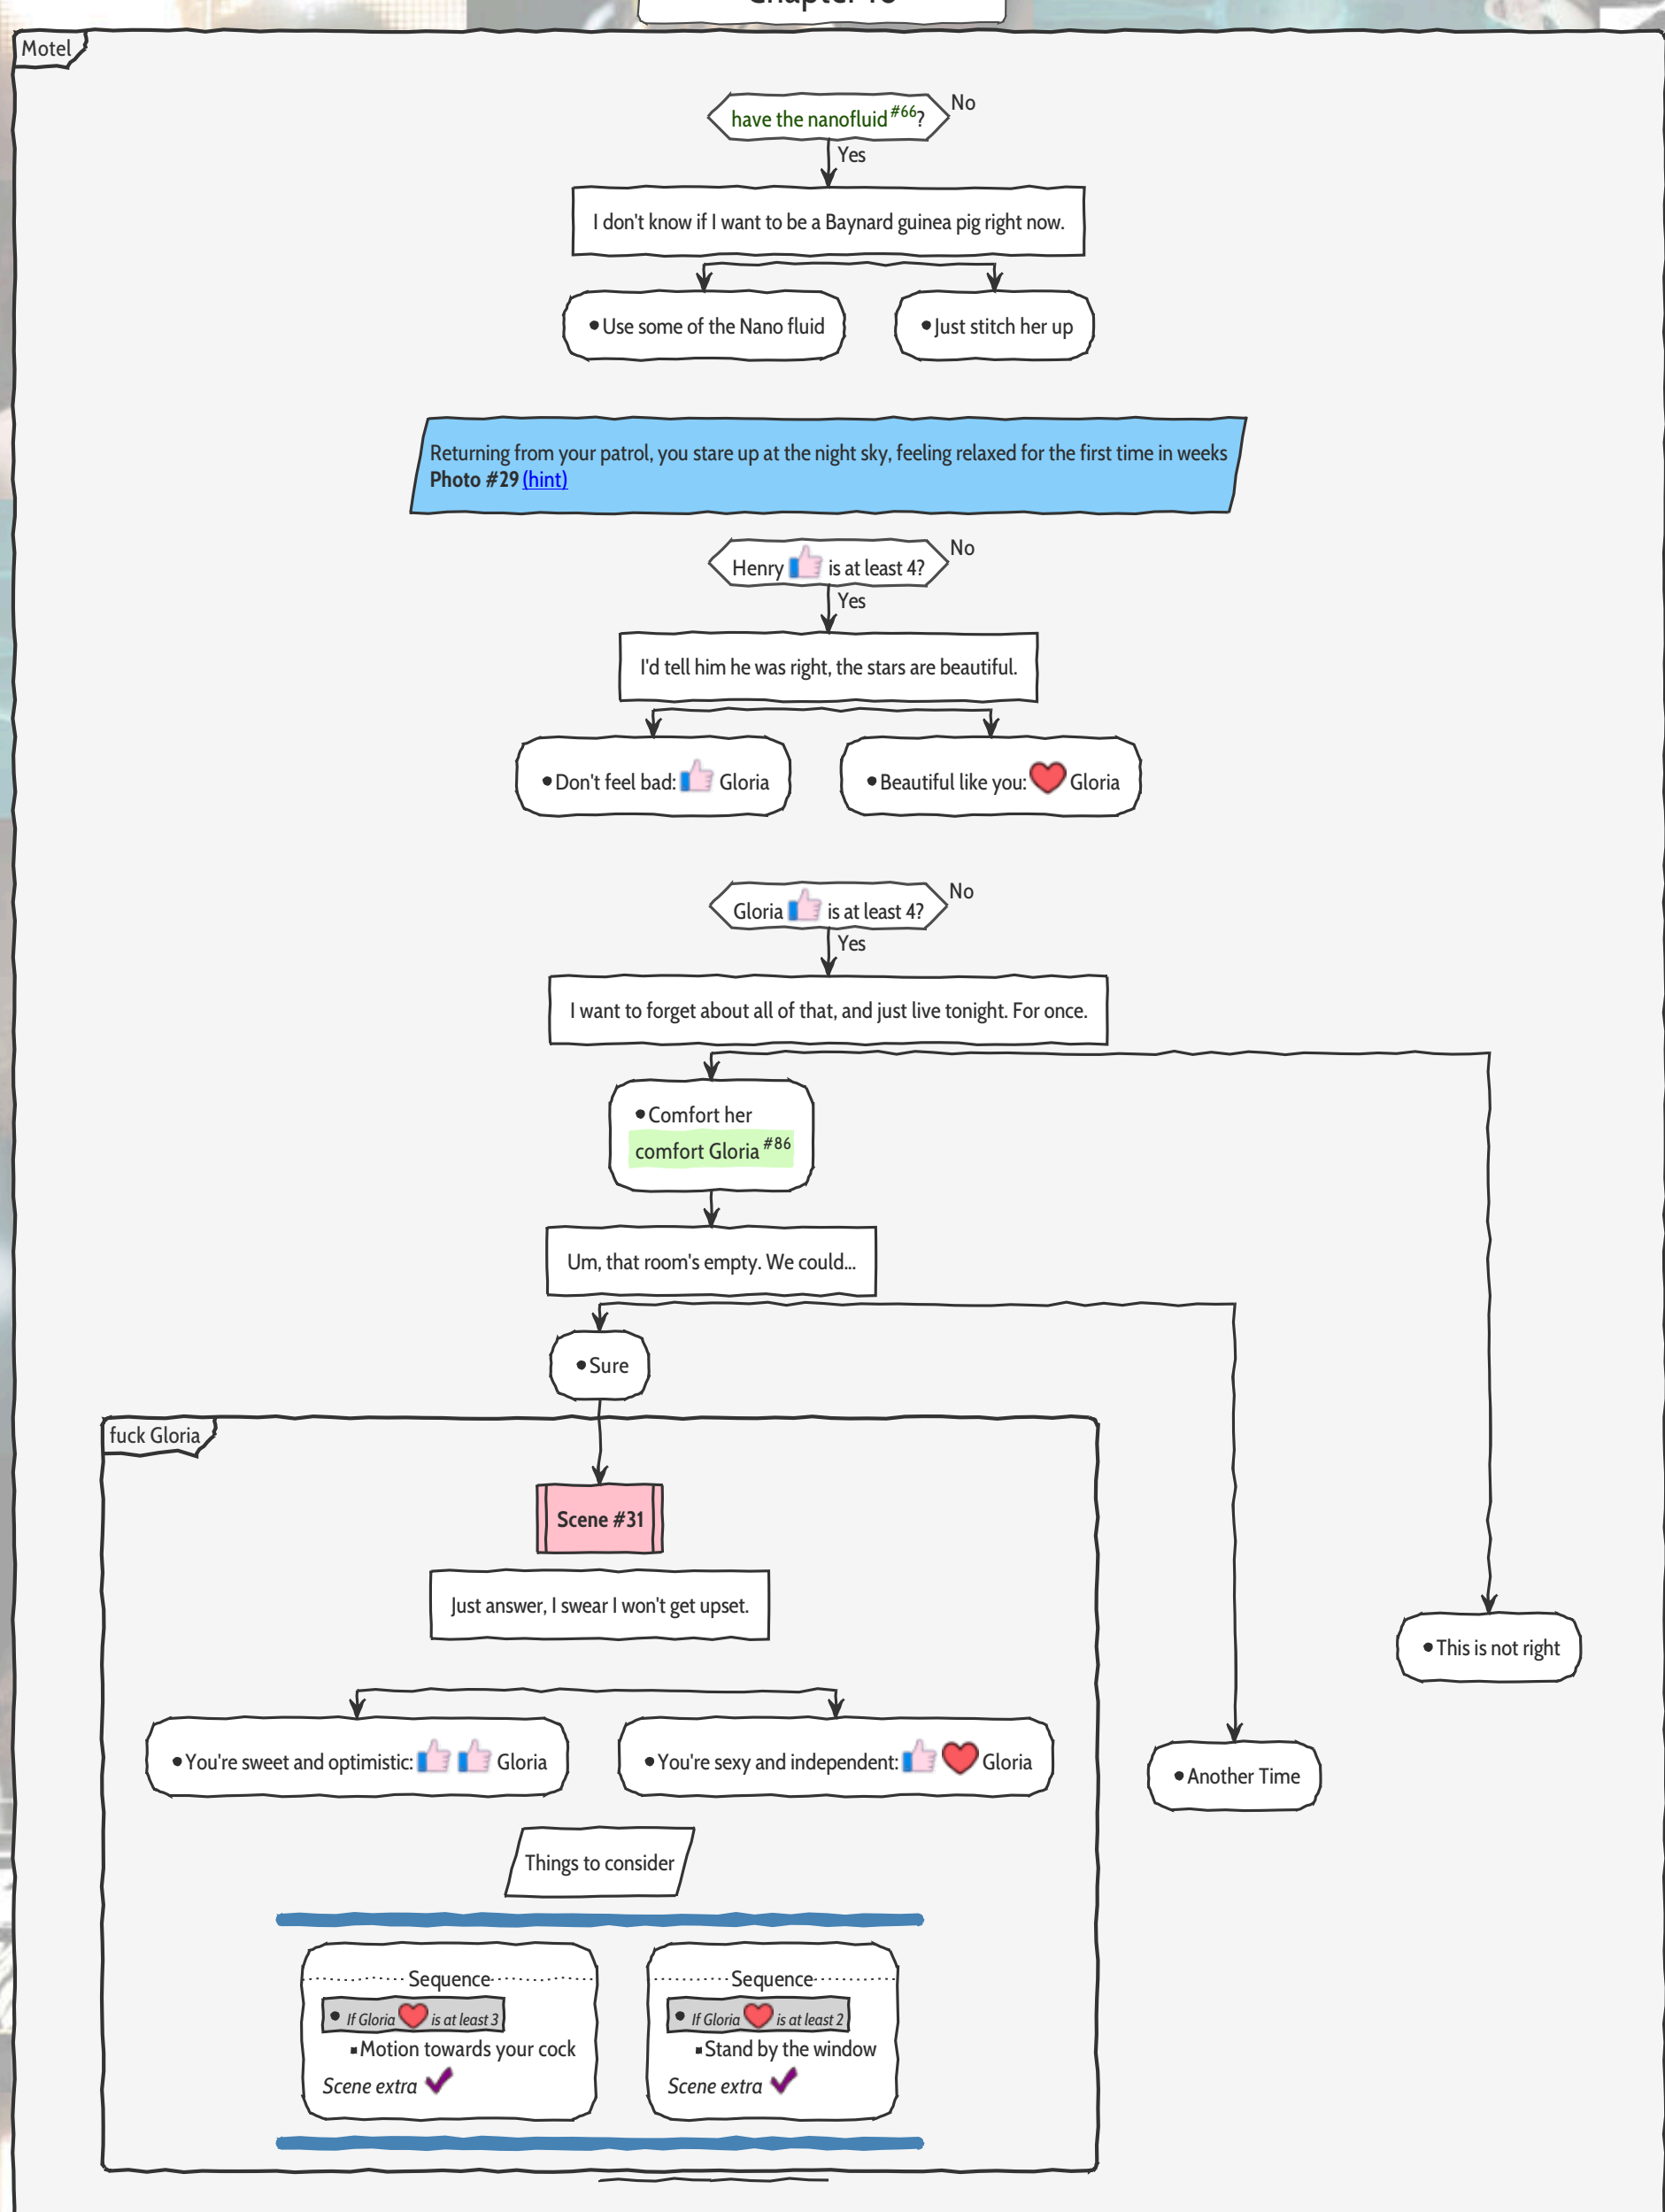 Motel
have the nanofluid #66?
No
Yes
I don't know if I want to be a Baynard guinea pig right now.
Use some of the Nano fluid
Just stitch her up
Returning from your patrol, you stare up at the night sky, feeling relaxed for the first time in weeks
Photo #29 (hint)
Henry is at least 4?
No
Yes
I'd tell him he was right, the stars are beautiful.
Don't feel bad: Gloria
Beautiful like you: Gloria
Gloria is at least 4?
No
Yes
I want to forget about all of that, and just live tonight. For once.
Comfort her
comfort Gloria #86
Um, that room's empty. We could...
Sure
fuck Gloria
Scene #31
Just answer, I swear I won't get upset.
This is not right
You're sweet and optimistic: Gloria
You're sexy and independent: Gloria
Another Time
Things to consider
Sequence
If Gloria is at least 3
Motion towards your cock
Scene extra
Sequence
If Gloria is at least 2
Stand by the window
Scene extra